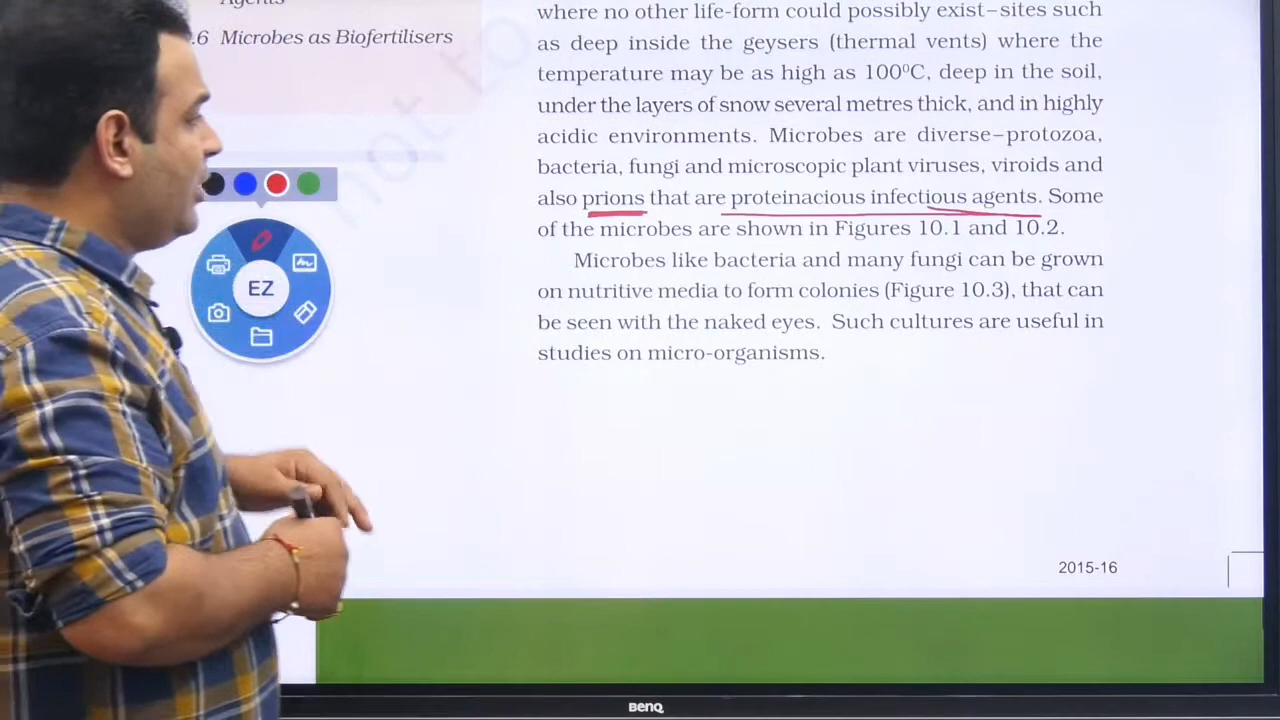 Agents
.6 Microbes as Biofertilisers
where no other life-form could possibly exist–sites such
as deep inside the geysers (thermal vents) where the
temperature may be as high as 100⁰C, deep in the soil,
under the layers of snow several metres thick, and in highly
acidic environments. Microbes are diverse–protozoa,
bacteria, fungi and microscopic plant viruses, viroids and
also prions that are proteinacious infectious agents. Some
of the microbes are shown in Figures 10.1 and 10.2.
Microbes like bacteria and many fungi can be grown
on nutritive media to form colonies (Figure 10.3), that can
be seen with the naked eyes. Such cultures are useful in
studies on micro-organisms.
not to
EZ
2015-16
BenQ